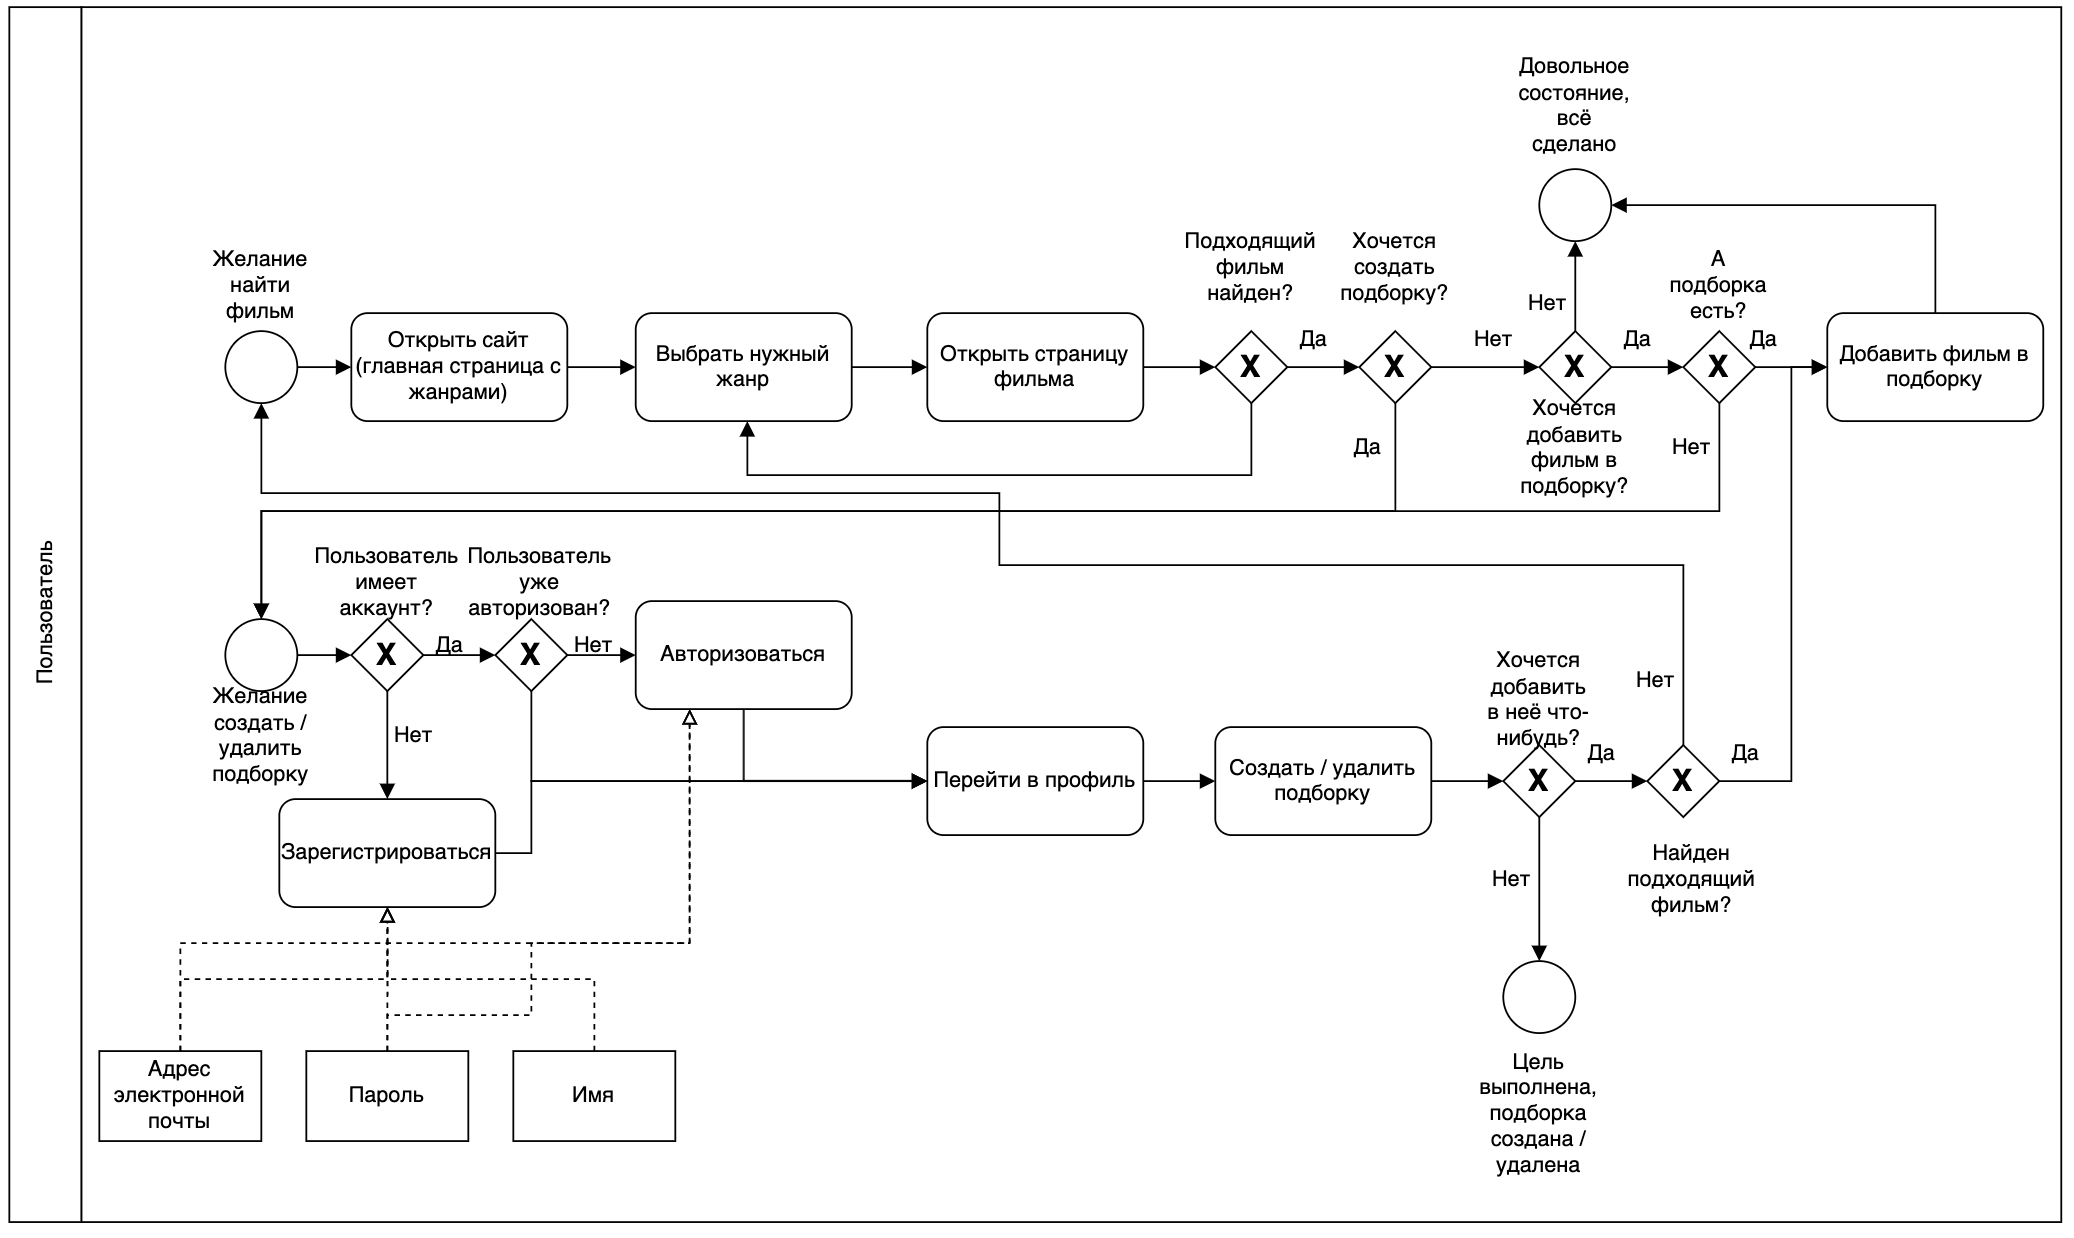 Пользователь
Довольное
состояние,
всё
сделано
Желание
найти
фильм
Открыть сайт
(главная страница с
жанрами)
Выбрать нужный
жанр
Открыть страницу
фильма
Подходящий
фильм
найден?
X
Да
Хочется
создать
подборку?
X
Нет
Да
Нет
X
Хочется
добавить
фильм в
подборку?
Да
А
подборка
есть?
X
Да
Нет
Добавить фильм в
подборку
Желание
создать /
удалить
подборку
Пользователь
имеет
аккаунт?
X
Да
Нет
Пользователь
уже
авторизован?
X
Нет
Авторизоваться
Зарегистрироваться
Перейти в профиль
Создать / удалить
подборку
Хочется
добавить
в неё что-
нибудь?
X
Да
Нет
Нет
X
Да
Найден
подходящий
фильм?
Цель
выполнена,
подборка
создана /
удалена
Адрес
электронной
почты
Пароль
Имя